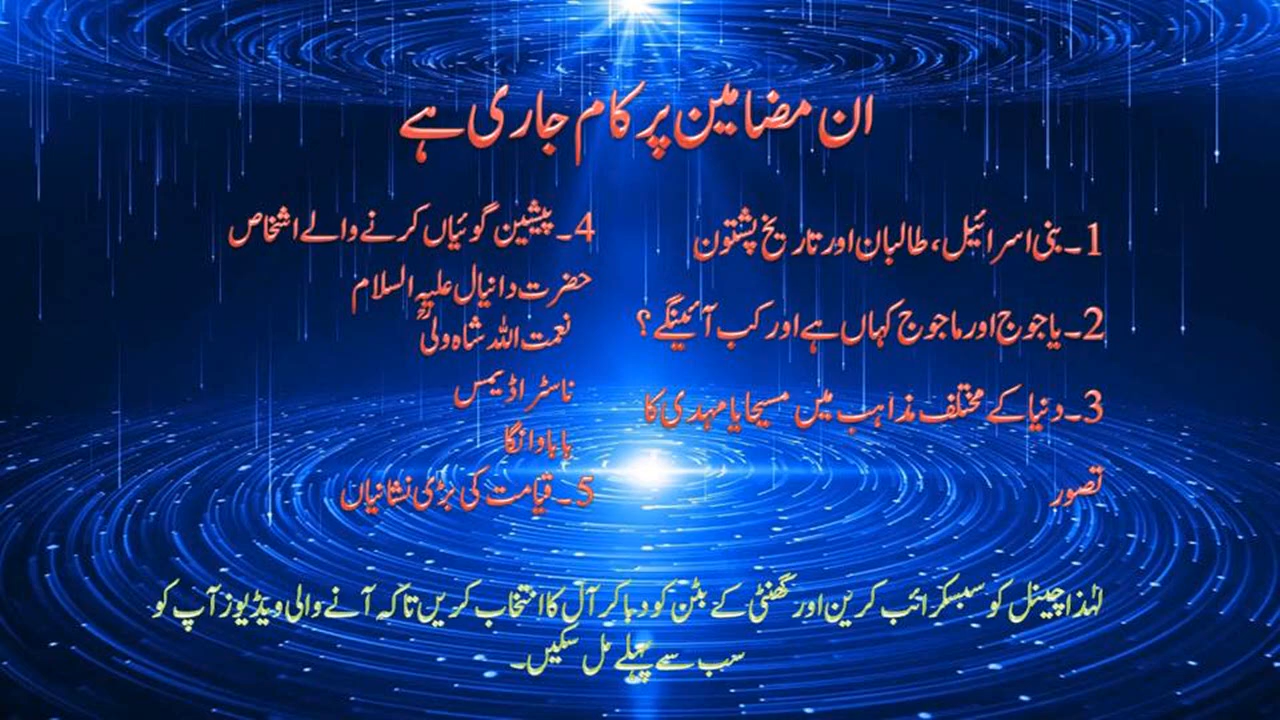 ان مضامین پر کام جاری ہے
1۔ بنی اسرائیل، طالبان اور تاریخ پشتون
2۔ یاجوج اور ماجوج کہاں ہے اور کب آئینگے؟
3۔ دنیا کے مختلف مذاہب میں مسیحا یا مہدی کا
تصور
4۔ پیشین گوئیاں کرنے والے اشخاص
حضرت دانیال علیہ السلام
نعمت اللہ شاہ ولیؒ
ناسٹراڈیمس
بابا وانگا
5۔ قیامت کی بڑی نشانیاں
لہٰذا چینل کو سبسکرائب کریں اور گھنٹی کے بٹن کو دبا کر آل کا انتخاب کریں تاکہ آنے والی ویڈیوز آپ کو
سب سے پہلے مل سکیں۔